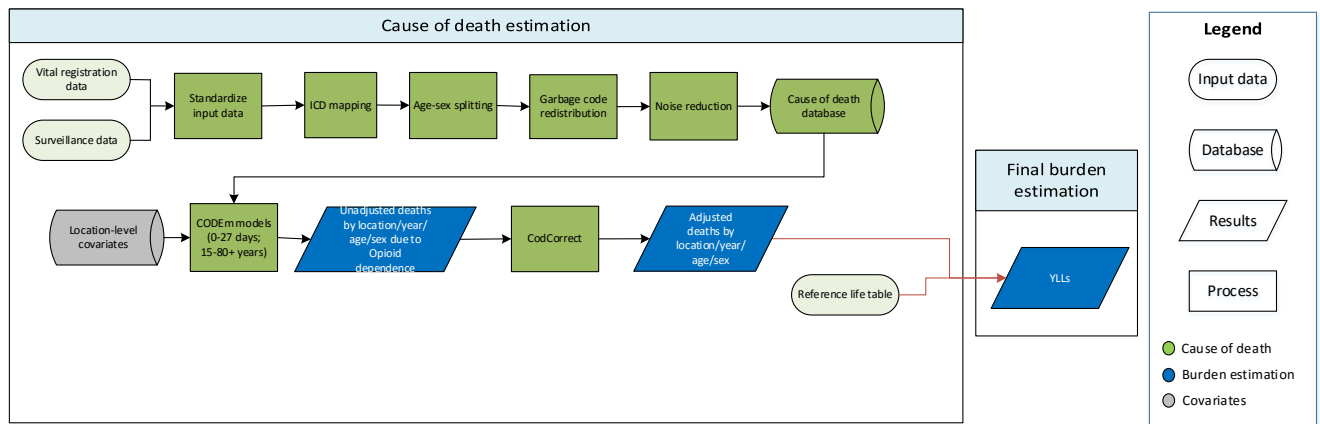 Cause of death estimation
Vital registration
data
Surveillance data
Standardize
input data
ICD mapping
Age-sex splitting
Garbage code
redistribution
Noise reduction
Cause of death
database
Location-level
covariates
CODEm models
(0-27 days;
15-80+ years)
Unadjusted deaths
by location/year/
age/sex due to
Opioid
dependence
CodCorrect
Adjusted
deaths by
location/year/
age/sex
Reference life table
Final burden
estimation
YLLs
Legend
Input data
Database
Results
Process
Cause of death
Burden estimation
Covariates